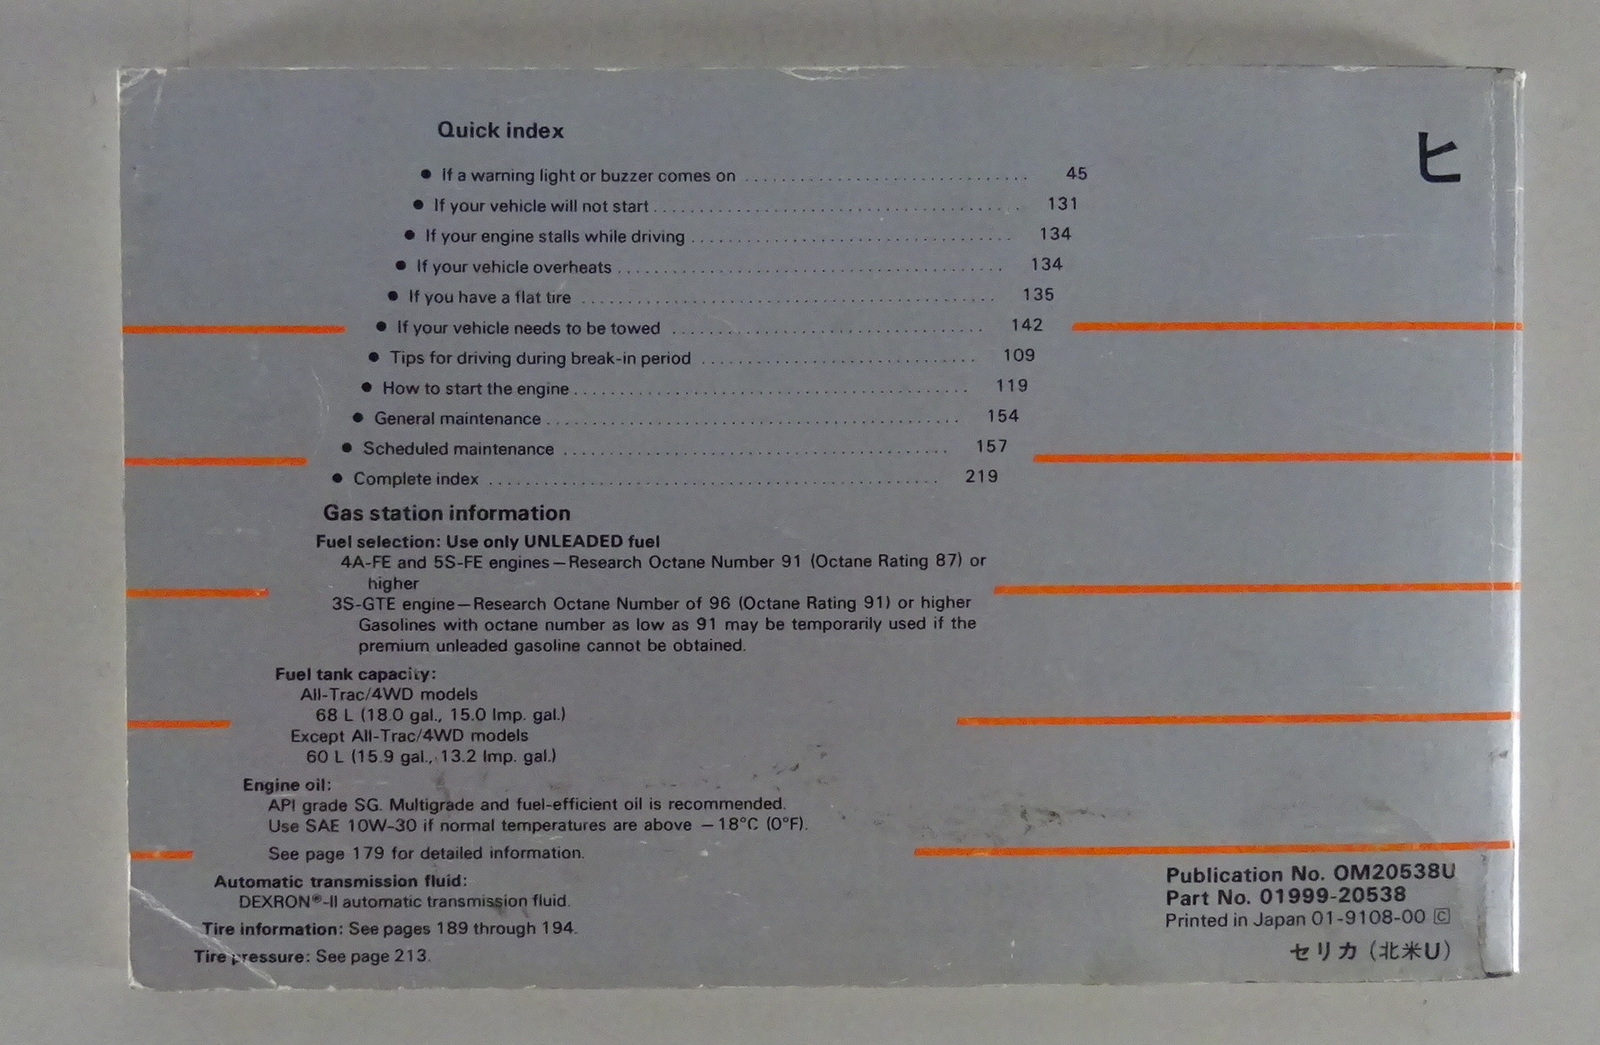 ヒ
Quick index
● If a warning light or buzzer comes on .......... 45
● If your vehicle will not start .......... 131
● If your engine stalls while driving .......... 134
● If your vehicle overheats .......... 134
● If you have a flat tire .......... 135
● If your vehicle needs to be towed .......... 142
● Tips for driving during break-in period .......... 109
● How to start the engine .......... 119
● General maintenance .......... 154
● Scheduled maintenance .......... 157
● Complete index .......... 219
Gas station information
Fuel selection: Use only UNLEADED fuel
4A-FE and 5S-FE engines—Research Octane Number 91 (Octane Rating 87) or
higher
3S-GTE engine—Research Octane Number of 96 (Octane Rating 91) or higher
Gasolines with octane number as low as 91 may be temporarily used if the
premium unleaded gasoline cannot be obtained.
Fuel tank capacity:
All-Trac/4WD models
68 L (18.0 gal., 15.0 Imp. gal.)
Except All-Trac/4WD models
60 L (15.9 gal., 13.2 Imp. gal.)
Engine oil:
API grade SG. Multigrade and fuel-efficient oil is recommended.
Use SAE 10W-30 if normal temperatures are above −18°C (0°F).
See page 179 for detailed information.
Automatic transmission fluid:
DEXRON®-II automatic transmission fluid.
Tire information: See pages 189 through 194.
Tire pressure: See page 213.
Publication No. OM20538U
Part No. 01999-20538
Printed in Japan 01-9108-00 🄲
セリカ (北米U)